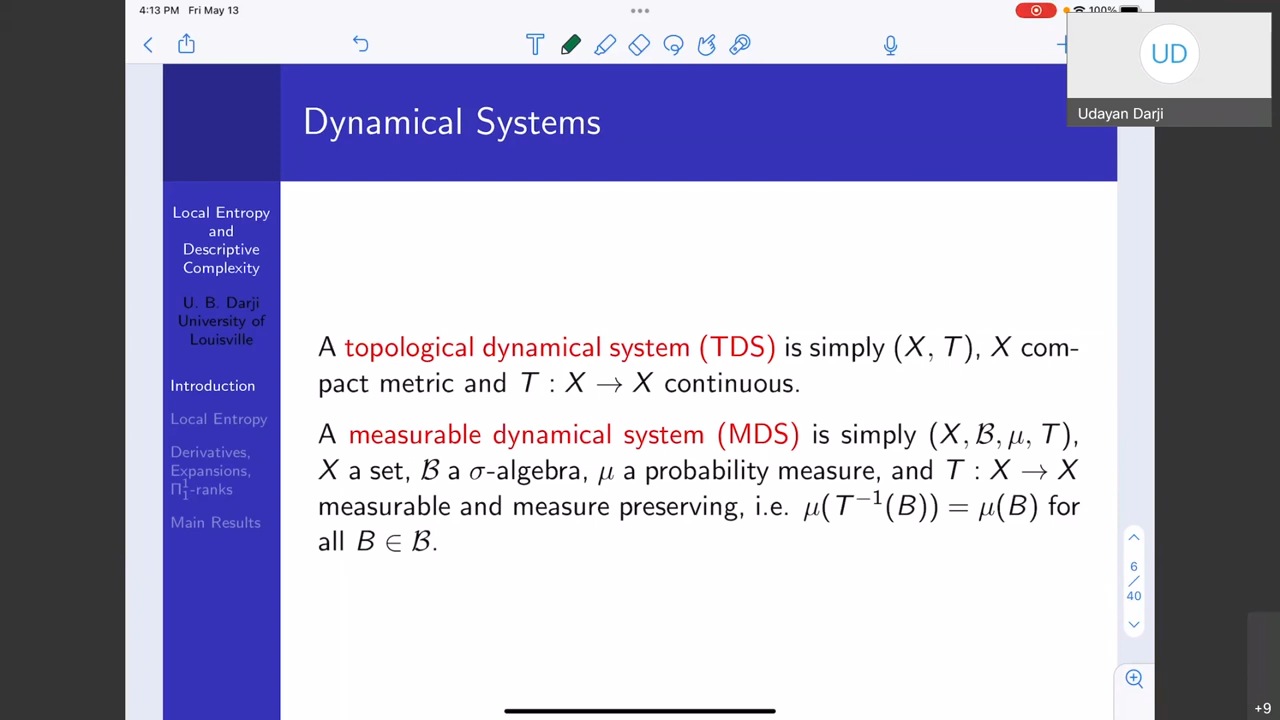 4:13 PM Fri May 13
100%
UD
Udayan Darji
Dynamical Systems
Local Entropy
and
Descriptive
Complexity
U. B. Darji
University of
Louisville
Introduction
Local Entropy
Derivatives,
Expansions,
Π¹₁-ranks
Main Results
A topological dynamical system (TDS) is simply (X, T), X com-
pact metric and T : X → X continuous.
A measurable dynamical system (MDS) is simply (X, ℬ, μ, T),
X a set, ℬ a σ-algebra, μ a probability measure, and T : X → X
measurable and measure preserving, i.e. μ(T⁻¹(B)) = μ(B) for
all B ∈ ℬ.
6
/
40
+9